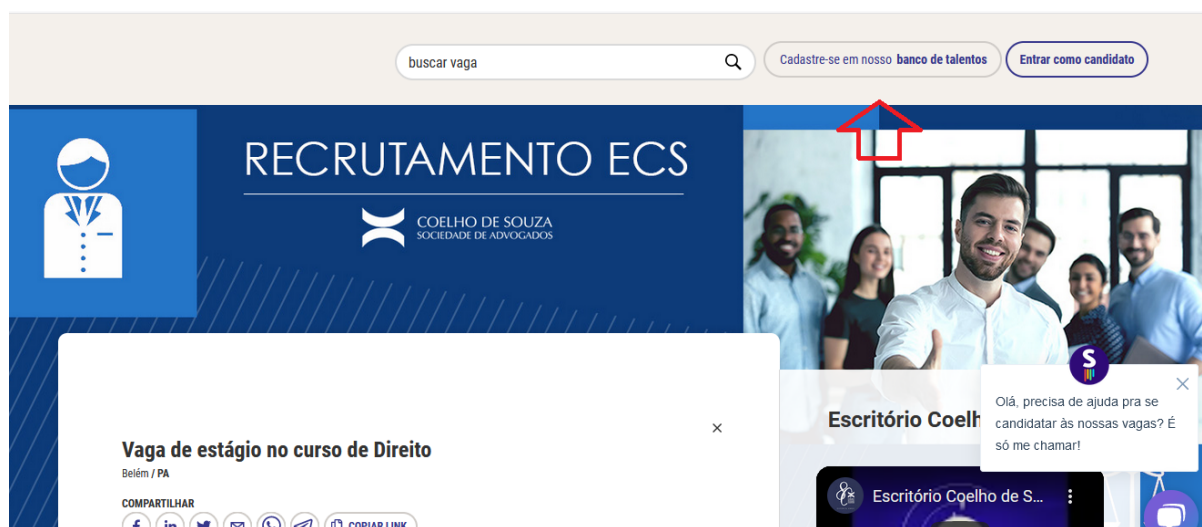 buscar vaga
Cadastre-se em nosso banco de talentos
Entrar como candidato
RECRUTAMENTO ECS
COELHO DE SOUZA
SOCIEDADE DE ADVOGADOS
Vaga de estágio no curso de Direito
Belém / PA
COMPARTILHAR
COPIAR LINK
Escritório Coelh
Olá, precisa de ajuda pra se
candidatar às nossas vagas? É
só me chamar!
Escritório Coelho de S...